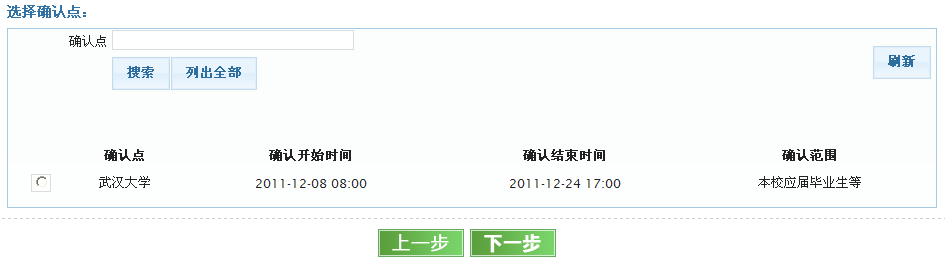 选择确认点：
确认点
搜索 列出全部 刷新
确认点 确认开始时间 确认结束时间 确认范围
武汉大学 2011-12-08 08:00 2011-12-24 17:00 本校应届毕业生等
上一步 下一步